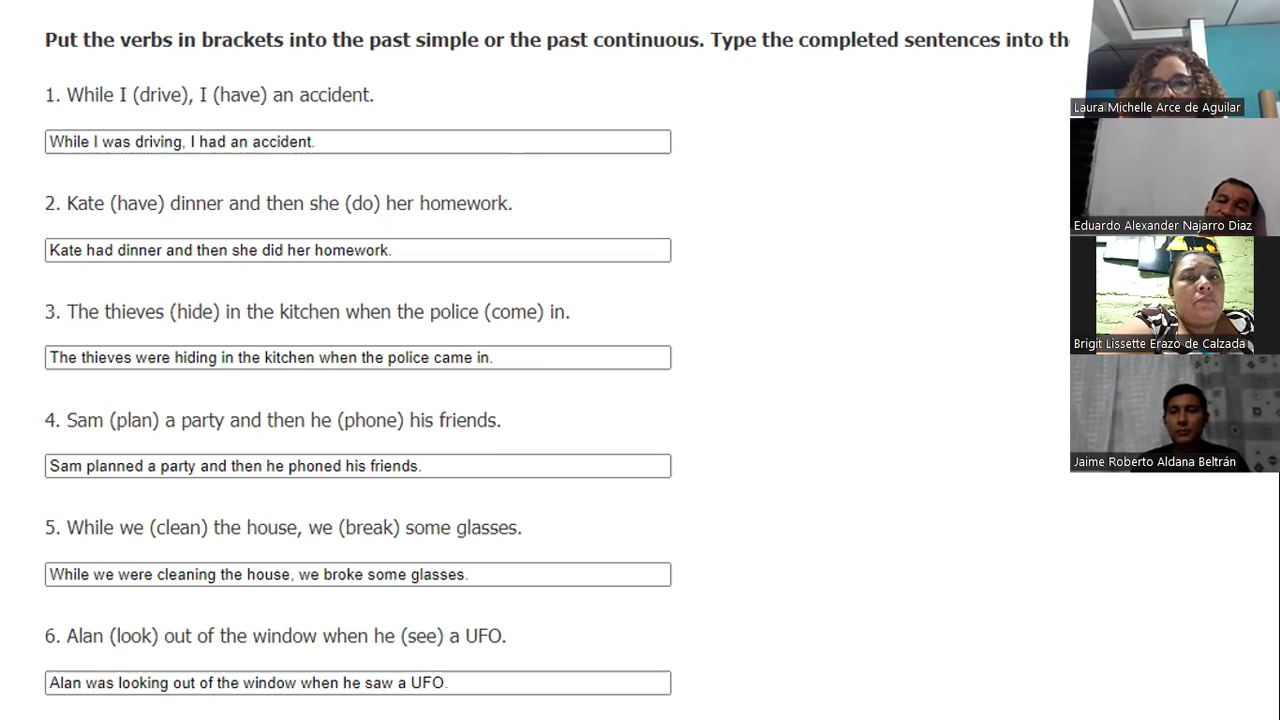 Put the verbs in brackets into the past simple or the past continuous. Type the completed sentences into th
1. While I (drive), I (have) an accident.
While I was driving, I had an accident.
2. Kate (have) dinner and then she (do) her homework.
Kate had dinner and then she did her homework.
3. The thieves (hide) in the kitchen when the police (come) in.
The thieves were hiding in the kitchen when the police came in.
4. Sam (plan) a party and then he (phone) his friends.
Sam planned a party and then he phoned his friends.
5. While we (clean) the house, we (break) some glasses.
While we were cleaning the house, we broke some glasses.
6. Alan (look) out of the window when he (see) a UFO.
Alan was looking out of the window when he saw a UFO.
Laura Michelle Arce de Aguilar
Eduardo Alexander Najarro Diaz
Brigit Lissette Erazo de Calzada
Jaime Roberto Aldana Beltrán